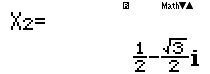 R Math▼▲
X₂=
1/2-√3/2 i